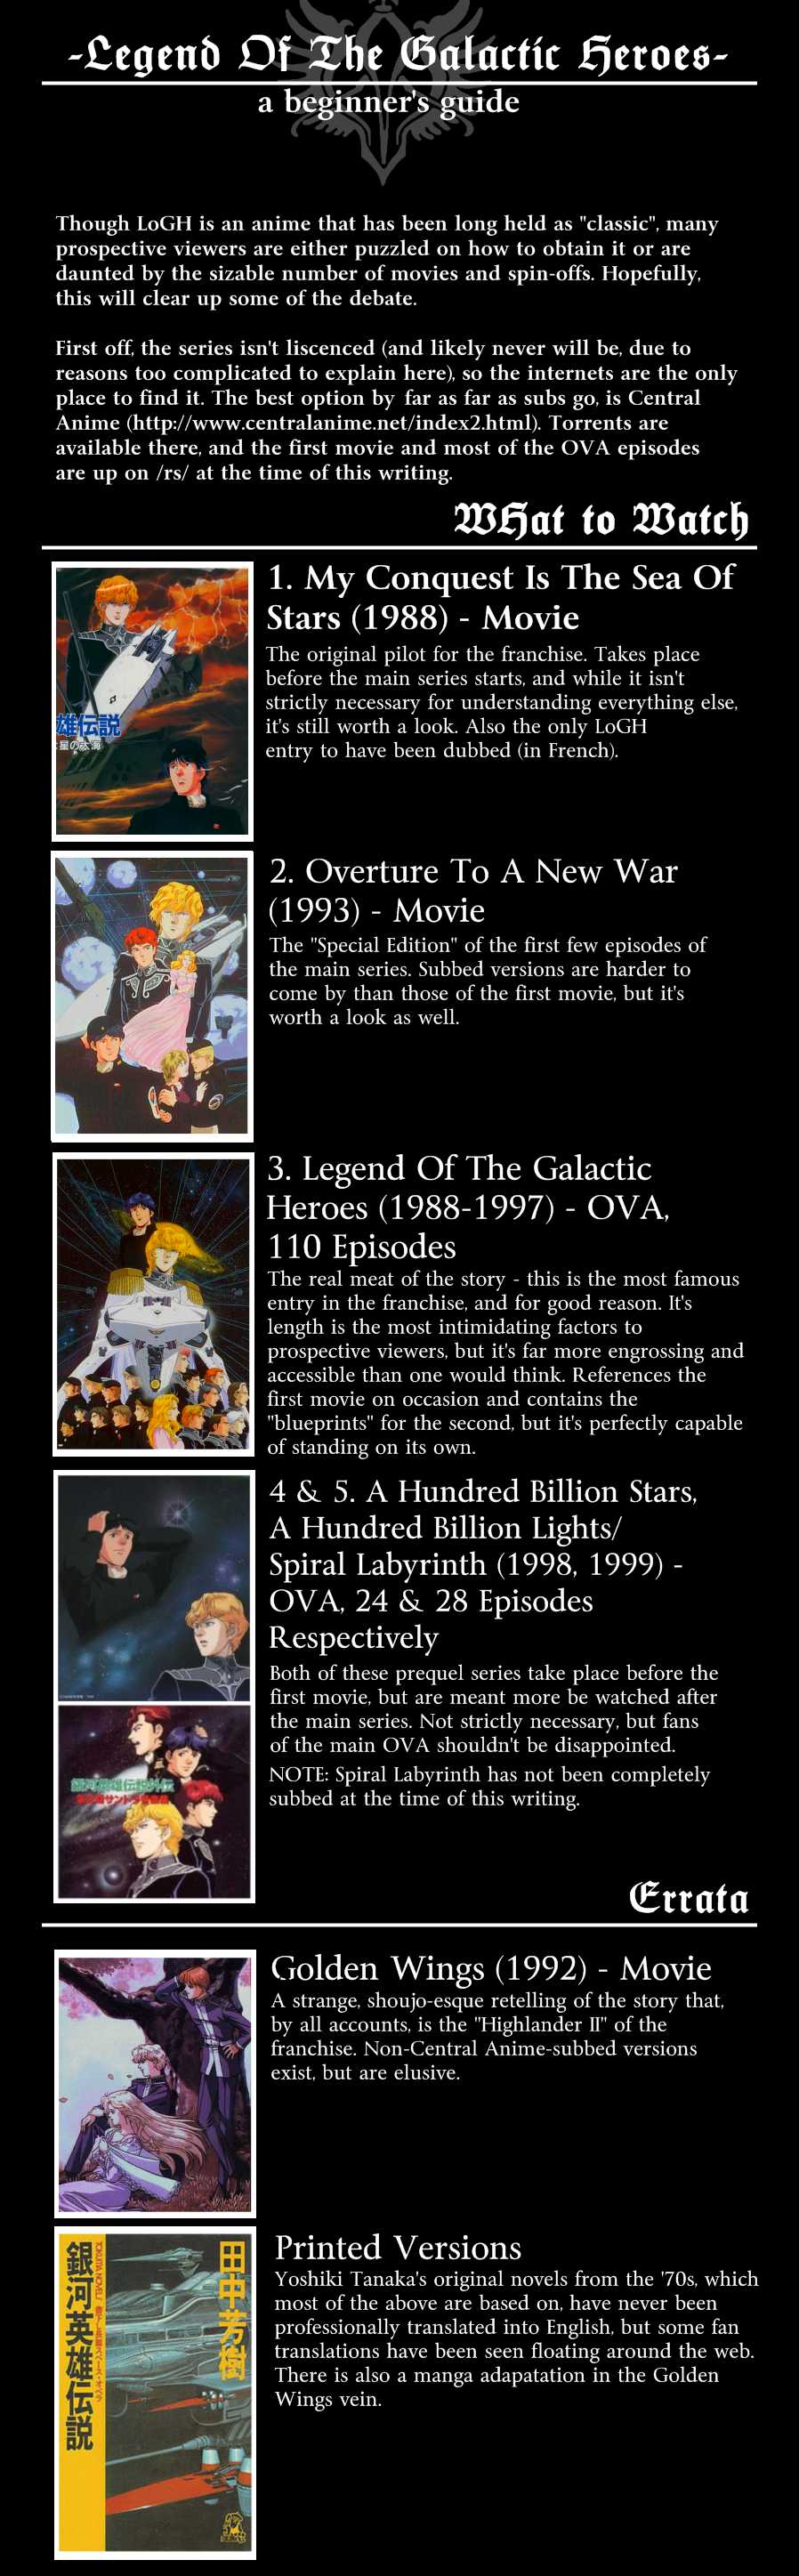 -Legend Of The Galactic Heroes-
a beginner's guide
Though LoGH is an anime that has been long held as "classic", many
prospective viewers are either puzzled on how to obtain it or are
daunted by the sizable number of movies and spin-offs. Hopefully,
this will clear up some of the debate.
First off, the series isn't liscenced (and likely never will be, due to
reasons too complicated to explain here), so the internets are the only
place to find it. The best option by far as far as subs go, is Central
Anime (http://www.centralanime.net/index2.html). Torrents are
available there, and the first movie and most of the OVA episodes
are up on /rs/ at the time of this writing.
WHat to Watch
雄伝説
星の大海
1. My Conquest Is The Sea Of
Stars (1988) - Movie
The original pilot for the franchise. Takes place
before the main series starts, and while it isn't
strictly necessary for understanding everything else,
it's still worth a look. Also the only LoGH
entry to have been dubbed (in French).
2. Overture To A New War
(1993) - Movie
The "Special Edition" of the first few episodes of
the main series. Subbed versions are harder to
come by than those of the first movie, but it's
worth a look as well.
3. Legend Of The Galactic
Heroes (1988-1997) - OVA,
110 Episodes
The real meat of the story - this is the most famous
entry in the franchise, and for good reason. It's
length is the most intimidating factors to
prospective viewers, but it's far more engrossing and
accessible than one would think. References the
first movie on occasion and contains the
"blueprints" for the second, but it's perfectly capable
of standing on its own.
4 & 5. A Hundred Billion Stars,
A Hundred Billion Lights/
Spiral Labyrinth (1998, 1999) -
OVA, 24 & 28 Episodes
Respectively
Both of these prequel series take place before the
first movie, but are meant more be watched after
the main series. Not strictly necessary, but fans
of the main OVA shouldn't be disappointed.
NOTE: Spiral Labyrinth has not been completely
subbed at the time of this writing.
銀河英雄伝説外伝
Errata
Golden Wings (1992) - Movie
A strange, shoujo-esque retelling of the story that,
by all accounts, is the "Highlander II" of the
franchise. Non-Central Anime-subbed versions
exist, but are elusive.
銀河英雄伝説
TOKUMA NOVELS
田中芳樹
Printed Versions
Yoshiki Tanaka's original novels from the '70s, which
most of the above are based on, have never been
professionally translated into English, but some fan
translations have been seen floating around the web.
There is also a manga adapatation in the Golden
Wings vein.